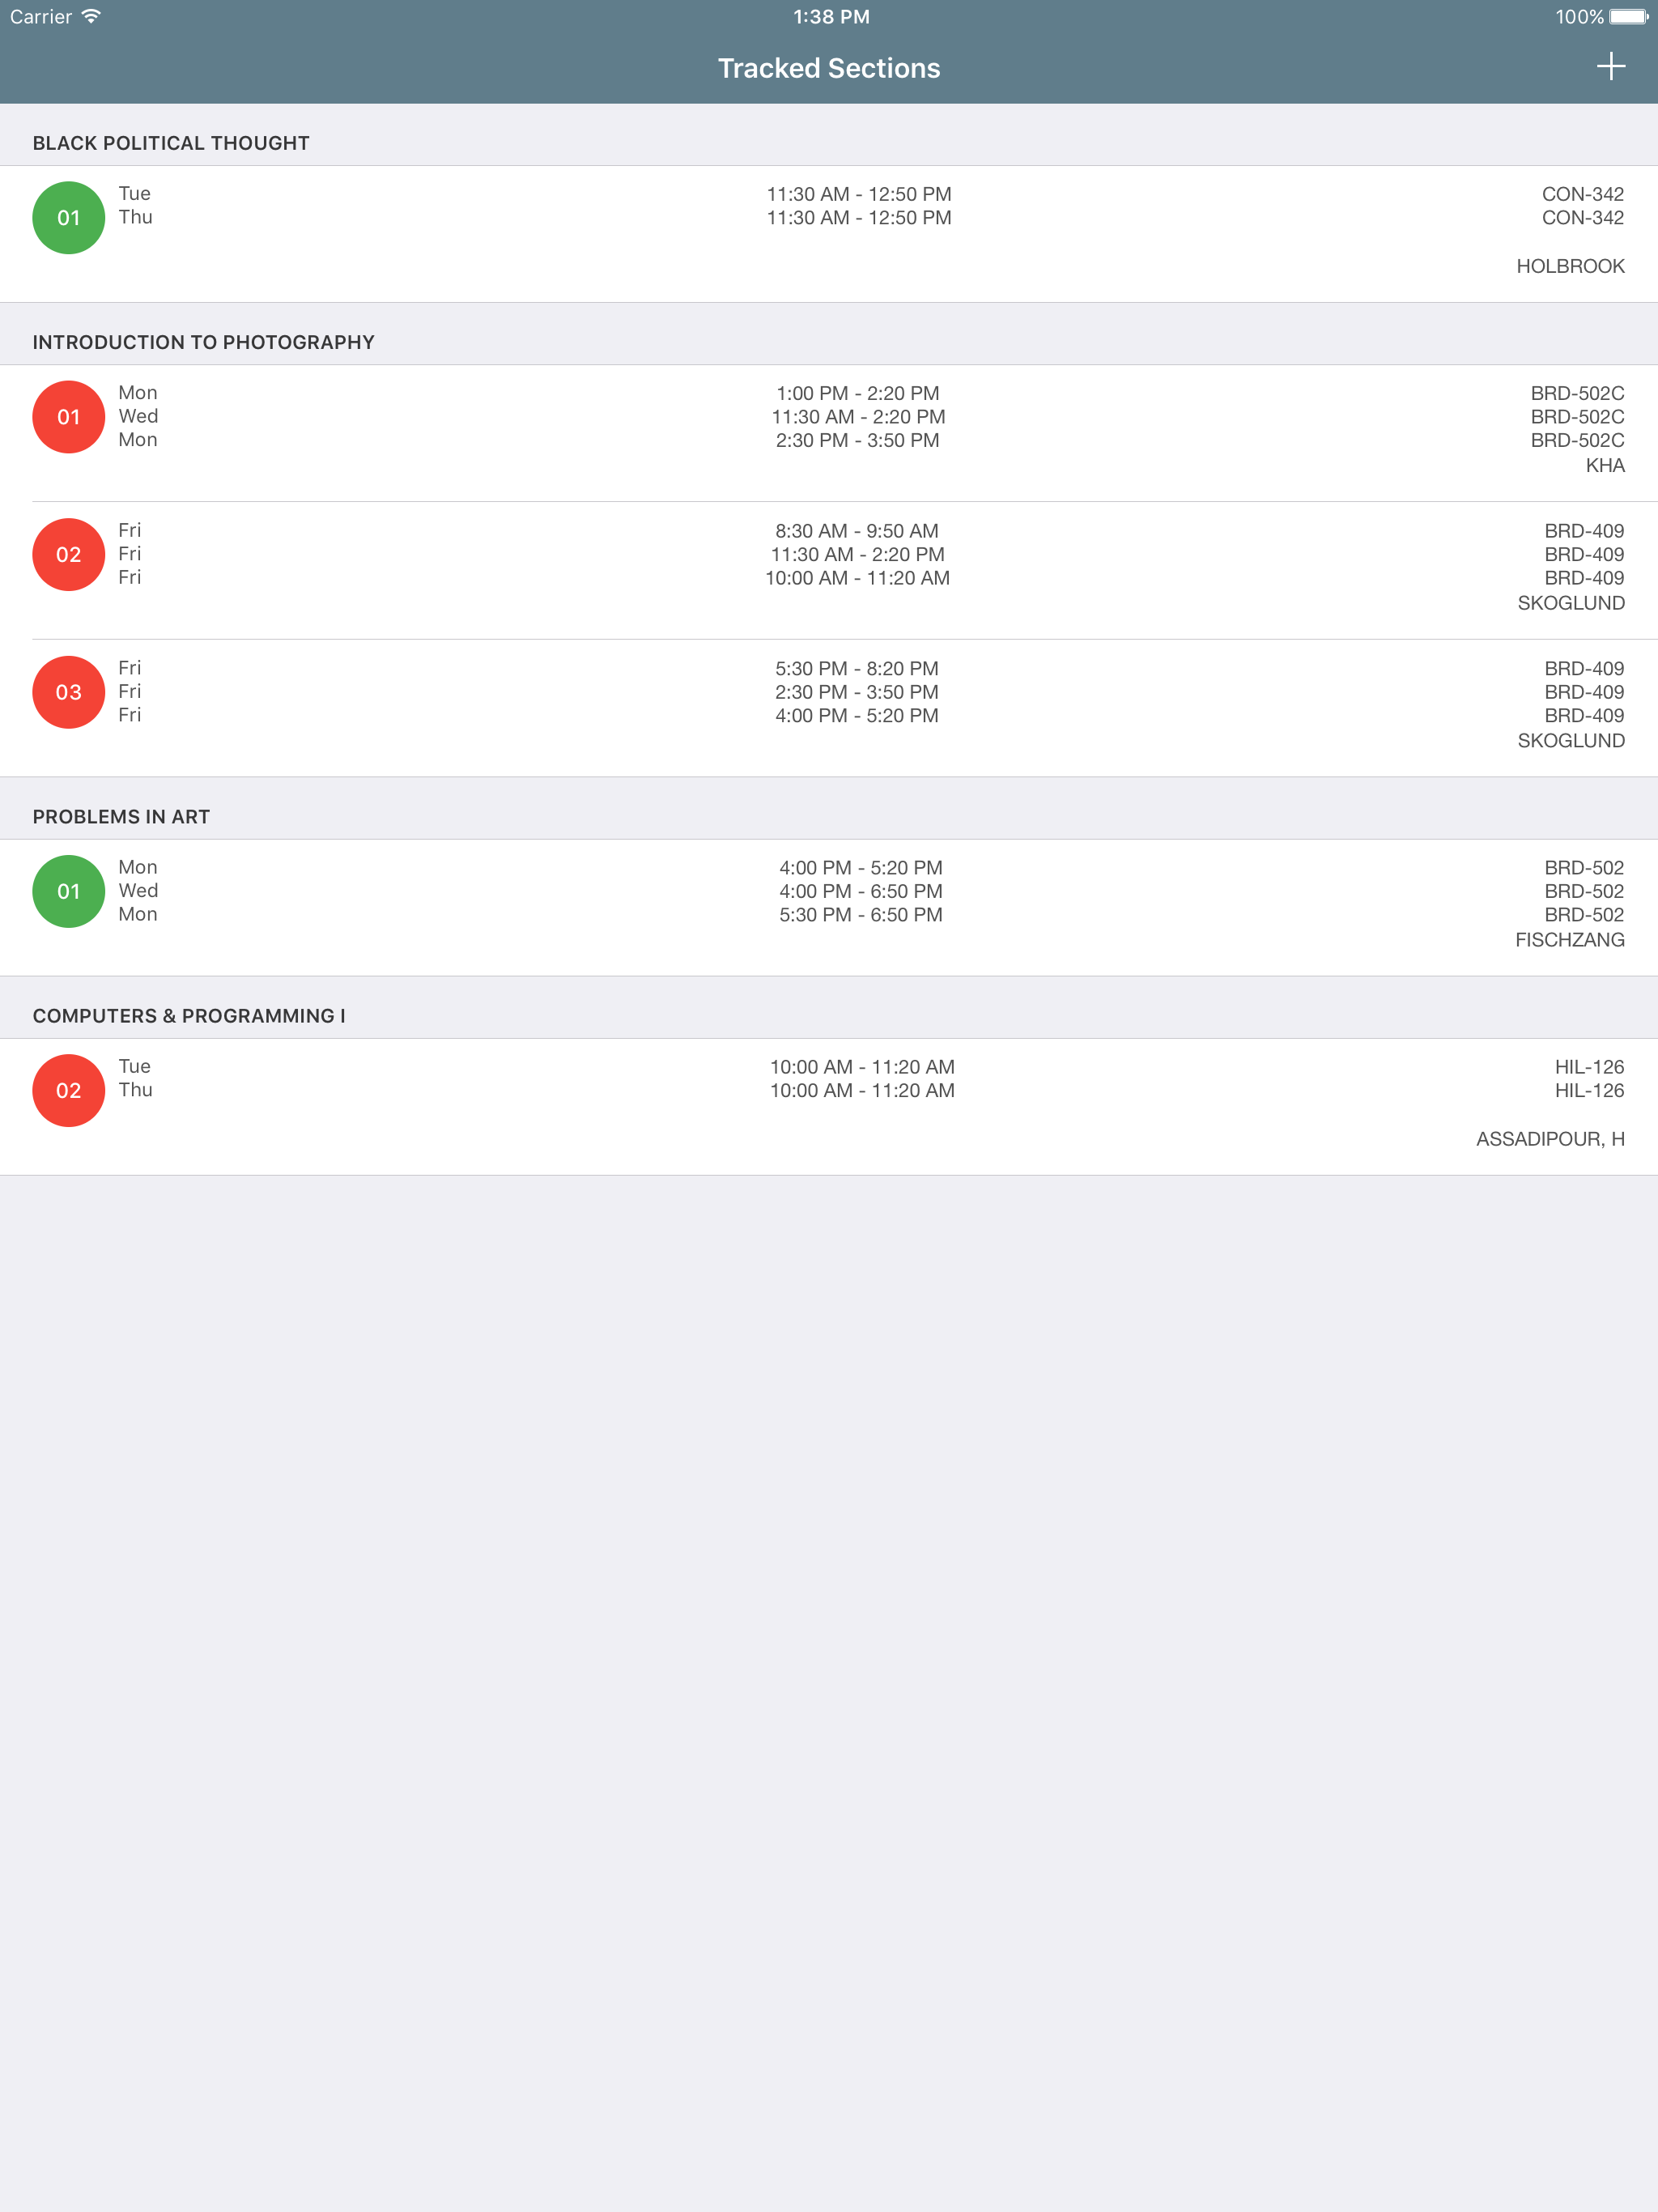 Carrier 1:38 PM 100%
Tracked Sections
BLACK POLITICAL THOUGHT
01 Tue 11:30 AM - 12:50 PM CON-342
Thu 11:30 AM - 12:50 PM CON-342
HOLBROOK
INTRODUCTION TO PHOTOGRAPHY
01 Mon 1:00 PM - 2:20 PM BRD-502C
Wed 11:30 AM - 2:20 PM BRD-502C
Mon 2:30 PM - 3:50 PM BRD-502C
KHA
02 Fri 8:30 AM - 9:50 AM BRD-409
Fri 11:30 AM - 2:20 PM BRD-409
Fri 10:00 AM - 11:20 AM BRD-409
SKOGLUND
03 Fri 5:30 PM - 8:20 PM BRD-409
Fri 2:30 PM - 3:50 PM BRD-409
Fri 4:00 PM - 5:20 PM BRD-409
SKOGLUND
PROBLEMS IN ART
01 Mon 4:00 PM - 5:20 PM BRD-502
Wed 4:00 PM - 6:50 PM BRD-502
Mon 5:30 PM - 6:50 PM BRD-502
FISCHZANG
COMPUTERS & PROGRAMMING I
02 Tue 10:00 AM - 11:20 AM HIL-126
Thu 10:00 AM - 11:20 AM HIL-126
ASSADIPOUR, H